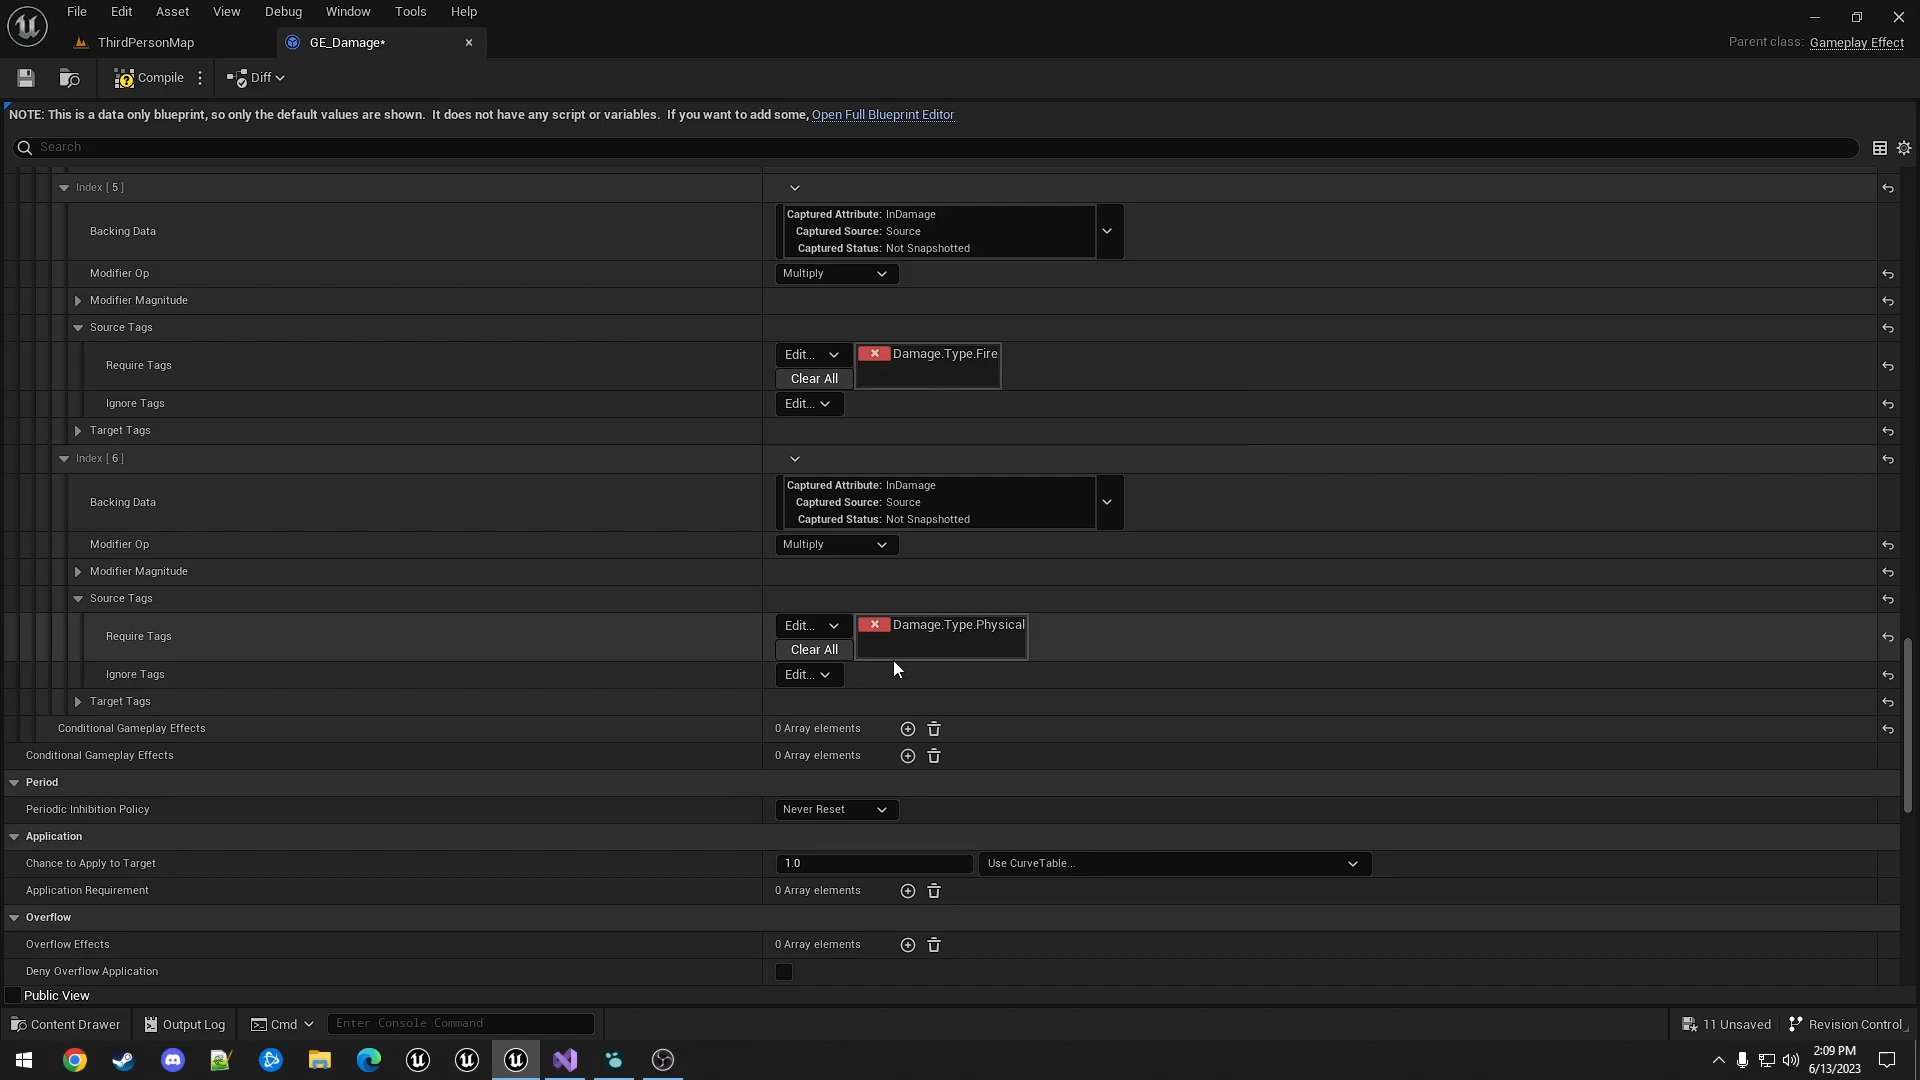 File Edit Asset View Debug Window Tools Help
ThirdPersonMap GE_Damage* Parent class: Gameplay Effect
Compile Diff
NOTE: This is a data only blueprint, so only the default values are shown. It does not have any script or variables. If you want to add some, Open Full Blueprint Editor
Search
Index [ 5 ]
Captured Attribute: InDamage
Backing Data Captured Source: Source
Captured Status: Not Snapshotted
Modifier Op Multiply
Modifier Magnitude
Source Tags
Edit... Damage.Type.Fire
Require Tags
Clear All
Ignore Tags Edit...
Target Tags
Index [ 6 ]
Captured Attribute: InDamage
Backing Data Captured Source: Source
Captured Status: Not Snapshotted
Modifier Op Multiply
Modifier Magnitude
Source Tags
Edit... Damage.Type.Physical
Require Tags
Clear All
Ignore Tags Edit...
Target Tags
Conditional Gameplay Effects 0 Array elements
Conditional Gameplay Effects 0 Array elements
Period
Periodic Inhibition Policy Never Reset
Application
Chance to Apply to Target 1.0 Use CurveTable...
Application Requirement 0 Array elements
Overflow
Overflow Effects 0 Array elements
Deny Overflow Application
Public View
Content Drawer Output Log Cmd Enter Console Command 11 Unsaved Revision Control
2:09 PM
6/13/2023